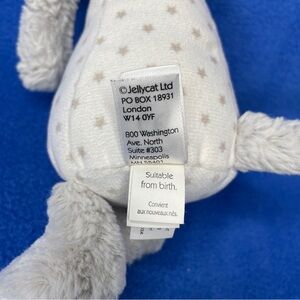 ©Jellycat Ltd
PO BOX 18931
London
W14 0YF
800 Washington
Ave. North
Suite #303
Minneapolis
Suitable
from birth.
Convient
aux nouveaux nés.